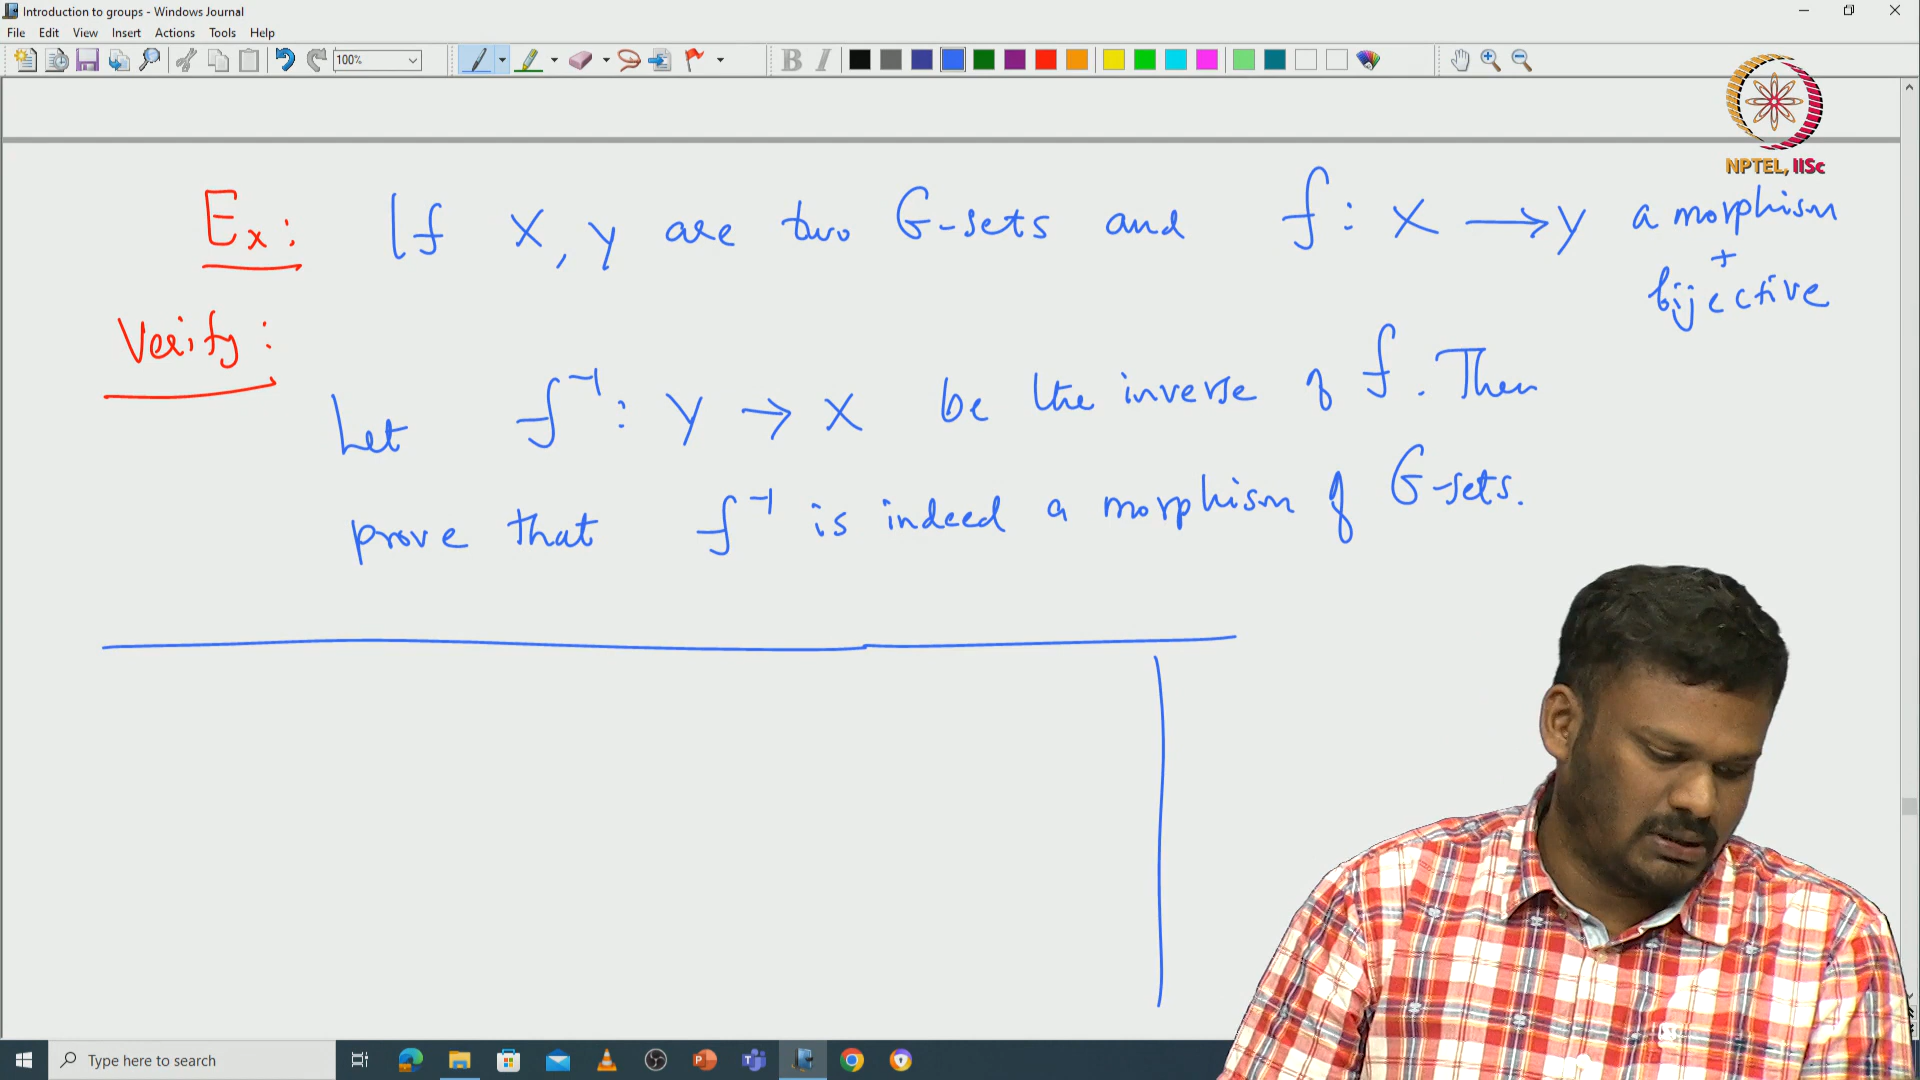 Introduction to groups - Windows Journal
File Edit View Insert Actions Tools Help
100%
B I
NPTEL, IISc
Ex: If X, Y are two G-sets and f: X → Y a morphism
+
bijective
Verify:
Let f⁻¹: Y → X be the inverse of f. Then
prove that f⁻¹ is indeed a morphism of G-sets.
Type here to search